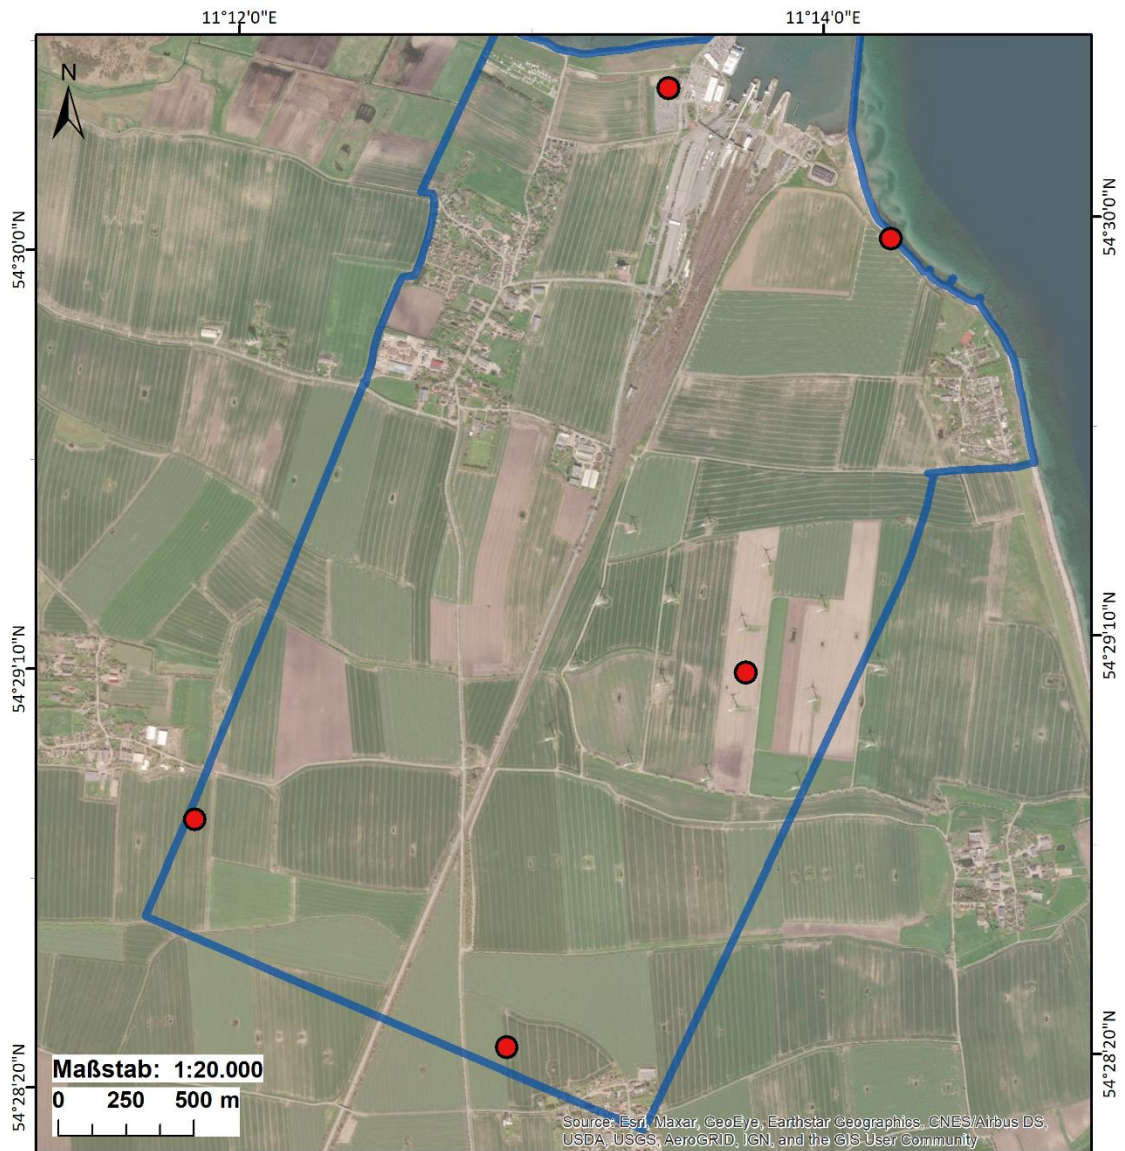 11°12'0"E 11°14'0"E
N
54°30'0"N 54°30'0"N
54°29'10"N 54°29'10"N
54°28'20"N 54°28'20"N
Maßstab: 1:20.000
0 250 500 m
Source: Esri, Maxar, GeoEye, Earthstar Geographics, CNES/Airbus DS,
USDA, USGS, AeroGRID, IGN, and the GIS User Community